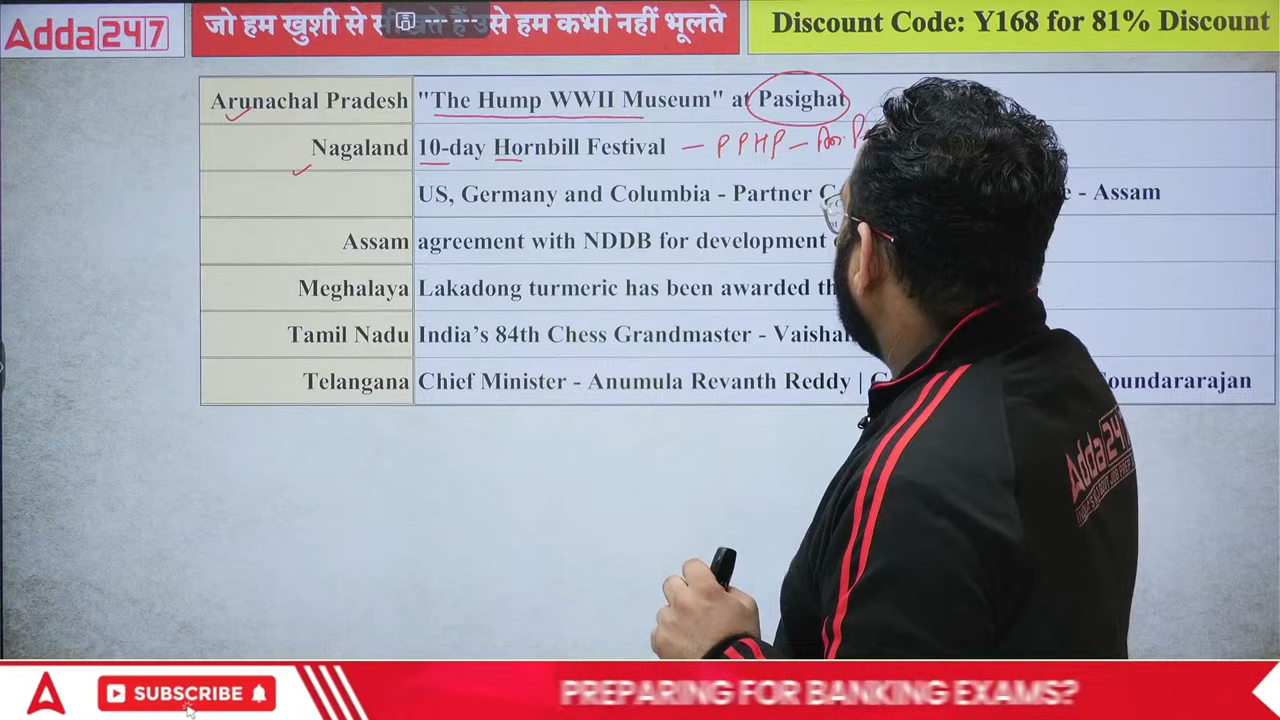 Adda247
जो हम खुशी से से हम कभी नहीं भूलते
Discount Code: Y168 for 81% Discount
Arunachal Pradesh "The Hump WWII Museum" at Pasighat
Nagaland 10-day Hornbill Festival - PPHP -
US, Germany and Columbia - Partner - Assam
Assam agreement with NDDB for development
Meghalaya Lakadong turmeric has been awarded
Tamil Nadu India's 84th Chess Grandmaster -
Telangana Chief Minister - Anumula Revanth Reddy |
Adda247
SUBSCRIBE
PREPARING FOR BANKING EXAMS?